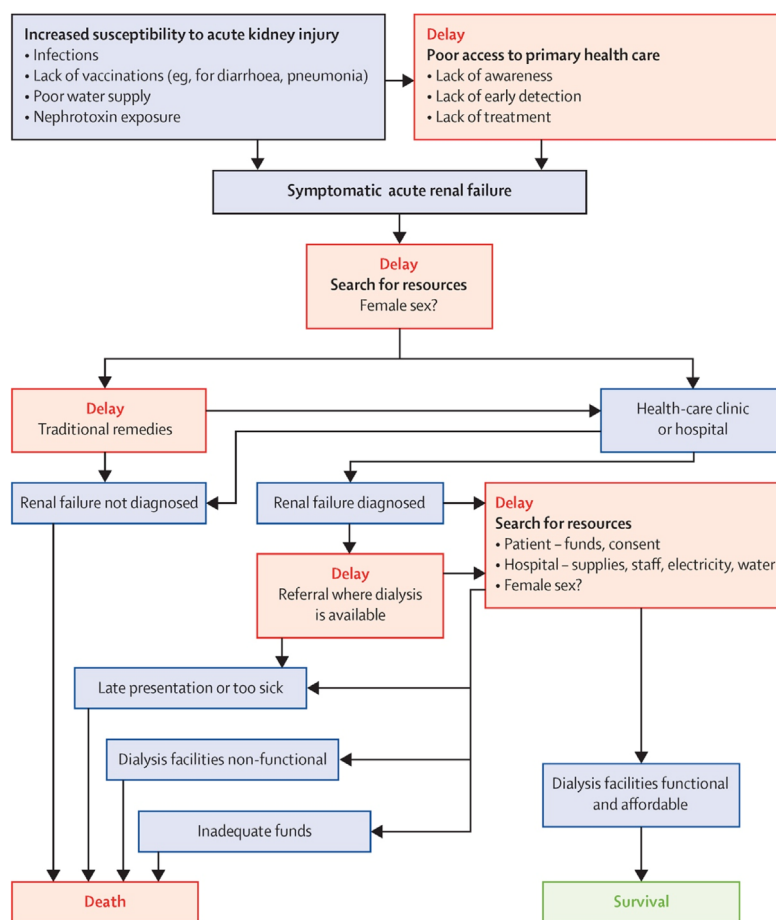 Increased susceptibility to acute kidney injury
• Infections
• Lack of vaccinations (eg, for diarrhoea, pneumonia)
• Poor water supply
• Nephrotoxin exposure
Delay
Poor access to primary health care
• Lack of awareness
• Lack of early detection
• Lack of treatment
Symptomatic acute renal failure
Delay
Search for resources
Female sex?
Delay
Traditional remedies
Health-care clinic
or hospital
Renal failure not diagnosed
Renal failure diagnosed
Delay
Search for resources
• Patient – funds, consent
• Hospital – supplies, staff, electricity, water
• Female sex?
Delay
Referral where dialysis
is available
Late presentation or too sick
Dialysis facilities non-functional
Dialysis facilities functional
and affordable
Inadequate funds
Death
Survival